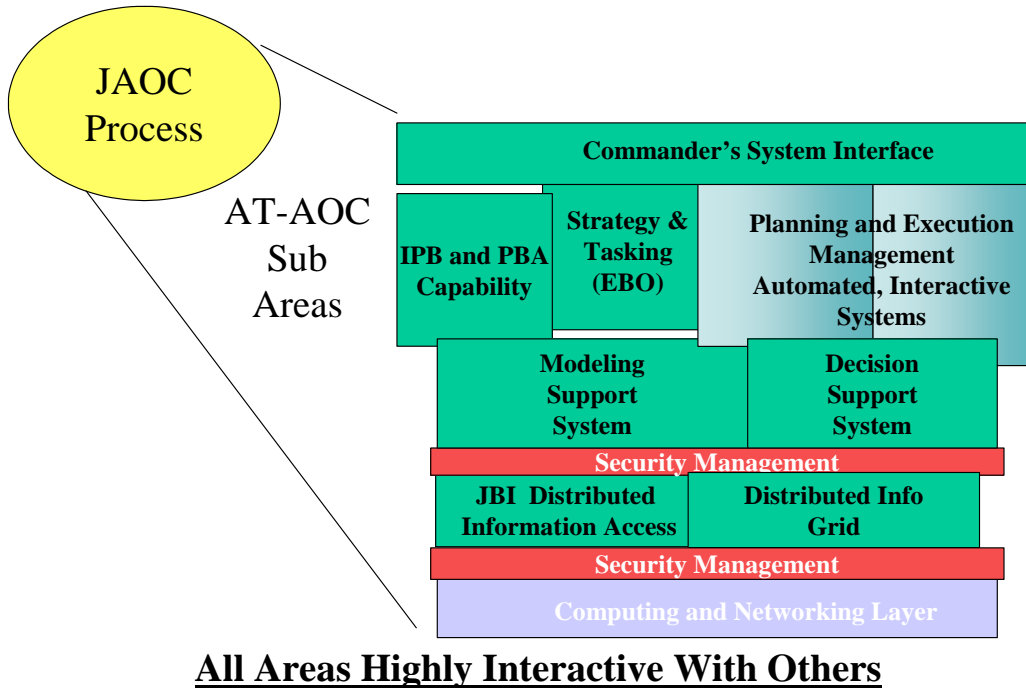 JAOC
Process
AT-AOC
Sub
Areas
Commander's System Interface
IPB and PBA
Capability
Strategy &
Tasking
(EBO)
Planning and Execution
Management
Automated, Interactive
Systems
Modeling
Support
System
Decision
Support
System
Security Management
JBI Distributed
Information Access
Distributed Info
Grid
Security Management
Computing and Networking Layer
All Areas Highly Interactive With Others